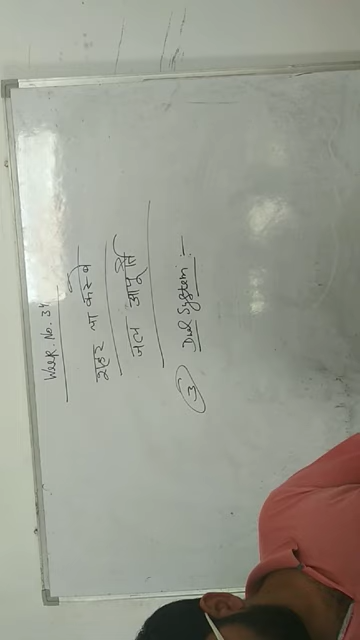 Week. No. 34
शहर या कस्बे
जल आपूर्ति
③ Dual System :-